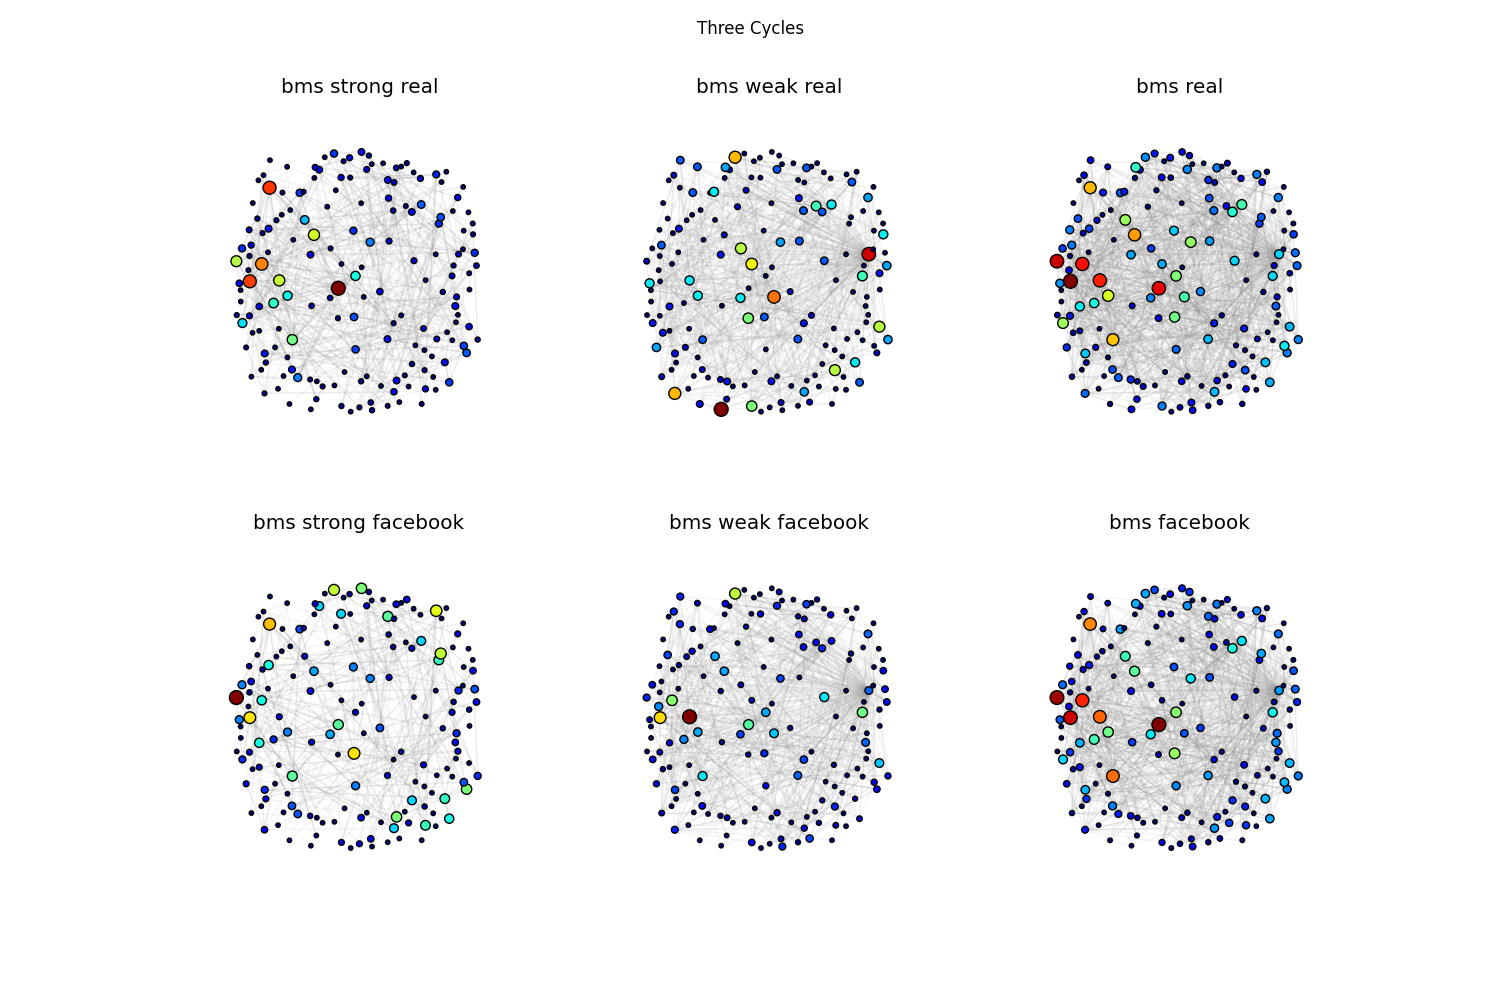 Three Cycles
bms strong real
bms weak real
bms real
bms strong facebook
bms weak facebook
bms facebook